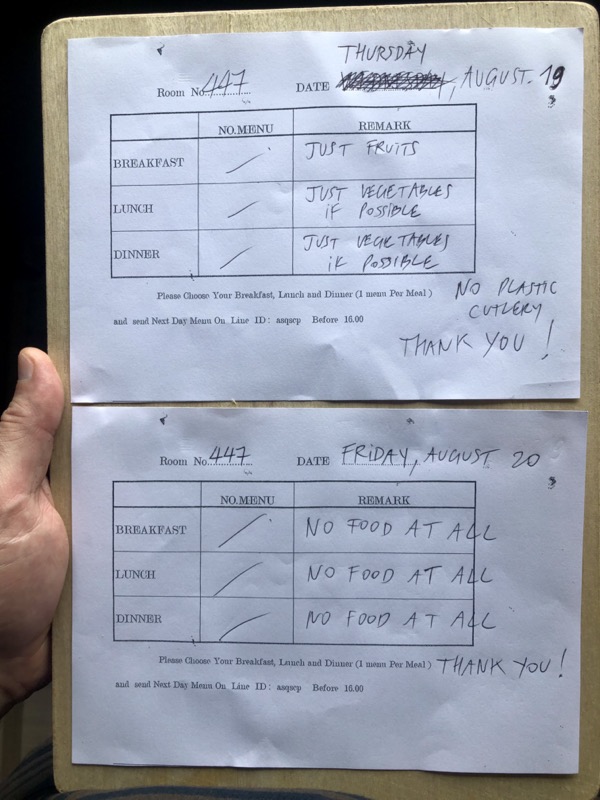 THURSDAY
Room No. 447 DATE , AUGUST. 19
NO.MENU REMARK
BREAKFAST / JUST FRUITS
LUNCH / JUST VEGETABLES
iF POSSIBLE
DINNER / JUST VEGETABLES
iF POSSIBLE
Please Choose Your Breakfast, Lunch and Dinner (1 menu Per Meal )
NO PLASTIC
CUTLERY
and send Next Day Menu On Line ID : asqscp Before 16.00
THANK YOU !
Room No. 447 DATE FRiDAY, AUGUST 20
NO.MENU REMARK
BREAKFAST / NO FOOD AT ALL
LUNCH / NO FOOD AT ALL
DINNER / NO FOOD AT ALL
Please Choose Your Breakfast, Lunch and Dinner (1 menu Per Meal ) THANK YOU!
and send Next Day Menu On Line ID : asqscp Before 16.00